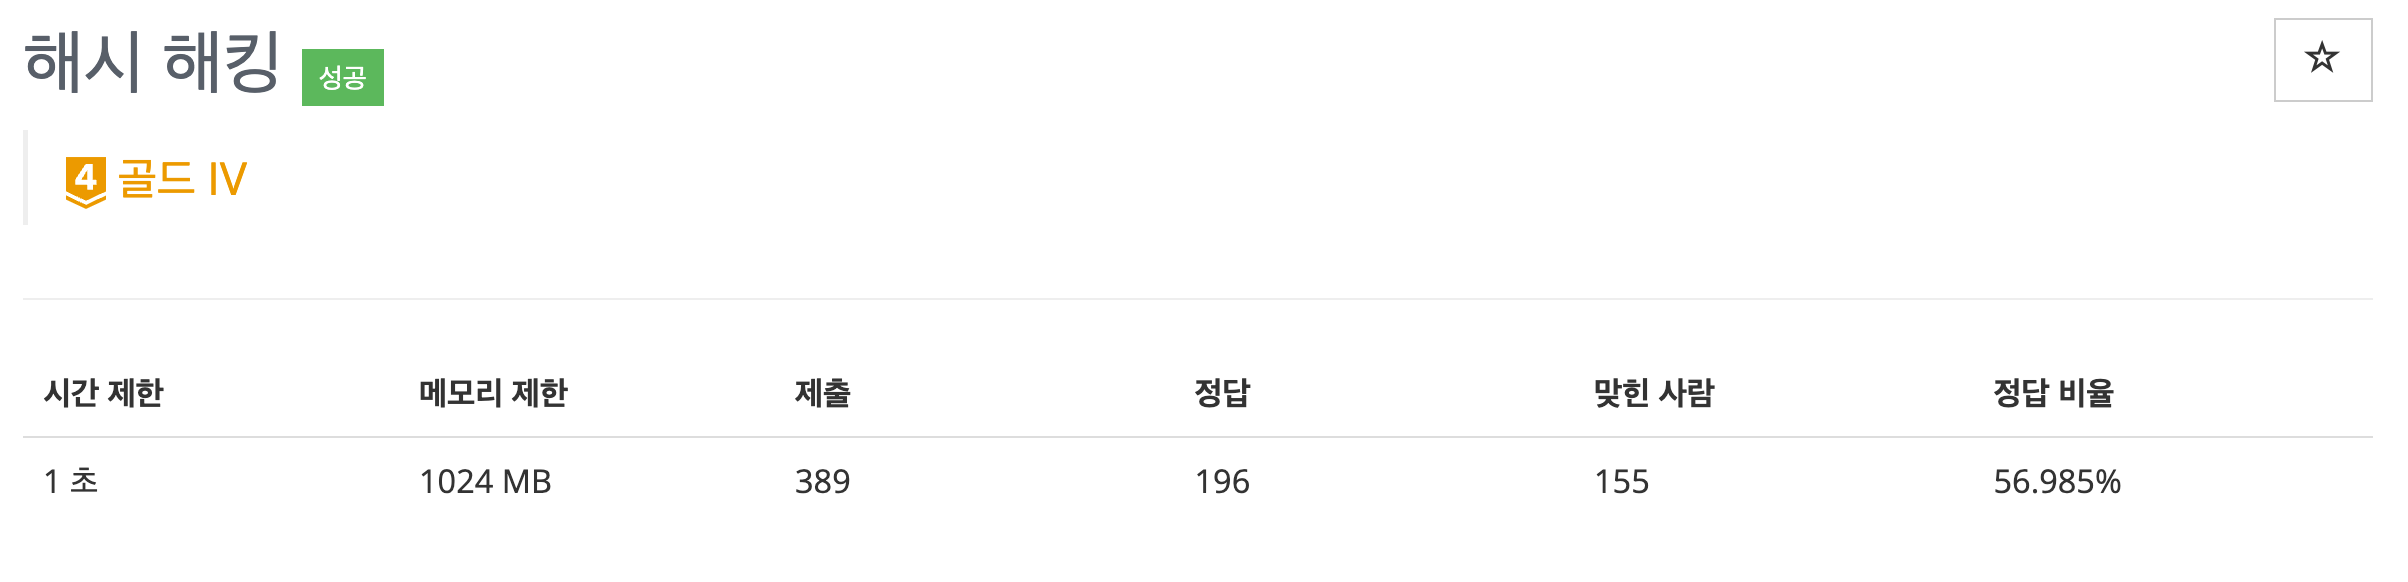 해시 해킹 성공
4 골드 IV
시간 제한 메모리 제한 제출 정답 맞힌 사람 정답 비율
1 초 1024 MB 389 196 155 56.985%